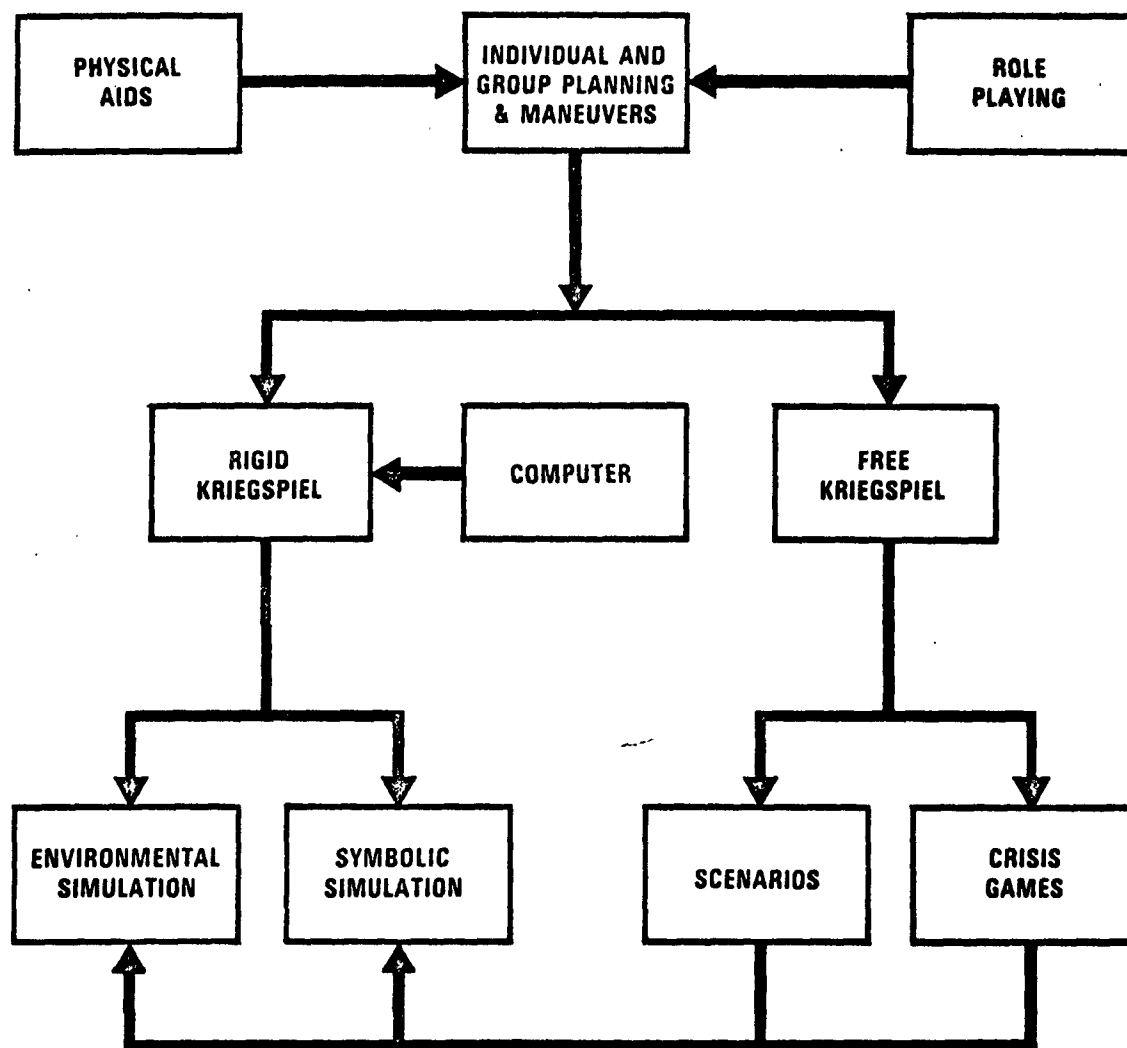 PHYSICAL
AIDS
INDIVIDUAL AND
GROUP PLANNING
& MANEUVERS
ROLE
PLAYING
RIGID
KRIEGSPIEL
COMPUTER
FREE
KRIEGSPIEL
ENVIRONMENTAL
SIMULATION
SYMBOLIC
SIMULATION
SCENARIOS
CRISIS
GAMES